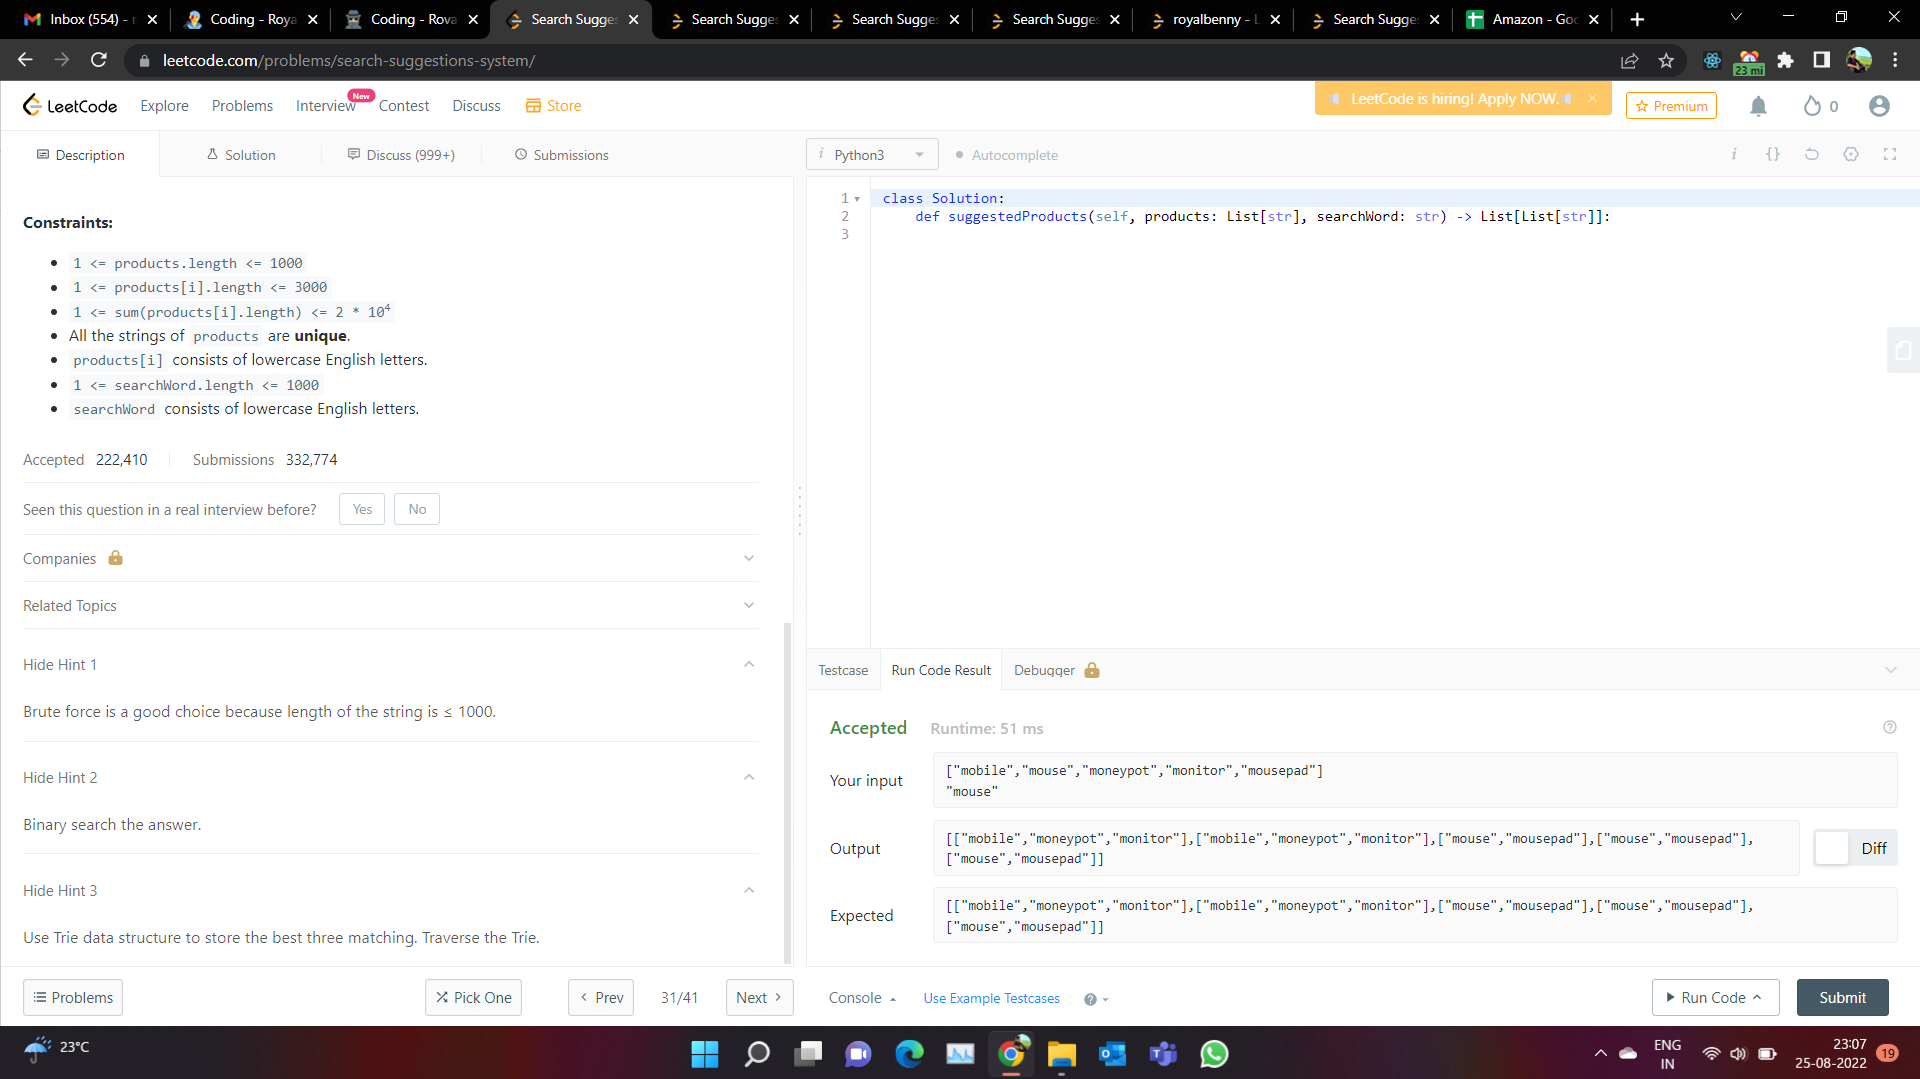 Inbox (554) - r
Coding - Roya
Coding - Rova
Search Sugges
Search Sugges
Search Sugges
Search Sugges
royalbenny - L
Search Sugges
Amazon - Goo
leetcode.com/problems/search-suggestions-system/
23 mi
LeetCode
Explore
Problems
Interview
New
Contest
Discuss
Store
LeetCode is hiring! Apply NOW.
Premium
0
Description
Solution
Discuss (999+)
Submissions
Python3
Autocomplete
Constraints:
1 <= products.length <= 1000
1 <= products[i].length <= 3000
1 <= sum(products[i].length) <= 2 * 10⁴
All the strings of products are unique.
products[i] consists of lowercase English letters.
1 <= searchWord.length <= 1000
searchWord consists of lowercase English letters.
Accepted 222,410 Submissions 332,774
Seen this question in a real interview before? Yes No
Companies
Related Topics
Hide Hint 1
Brute force is a good choice because length of the string is ≤ 1000.
Hide Hint 2
Binary search the answer.
Hide Hint 3
Use Trie data structure to store the best three matching. Traverse the Trie.
Problems
Pick One
Prev
31/41
Next
1 class Solution:
2 def suggestedProducts(self, products: List[str], searchWord: str) -> List[List[str]]:
3
Testcase
Run Code Result
Debugger
Accepted Runtime: 51 ms
Your input
["mobile","mouse","moneypot","monitor","mousepad"]
"mouse"
Output
[["mobile","moneypot","monitor"],["mobile","moneypot","monitor"],["mouse","mousepad"],["mouse","mousepad"],
["mouse","mousepad"]]
Diff
Expected
[["mobile","moneypot","monitor"],["mobile","moneypot","monitor"],["mouse","mousepad"],["mouse","mousepad"],
["mouse","mousepad"]]
Console
Use Example Testcases
Run Code
Submit
23°C
ENG
IN
23:07
25-08-2022
19